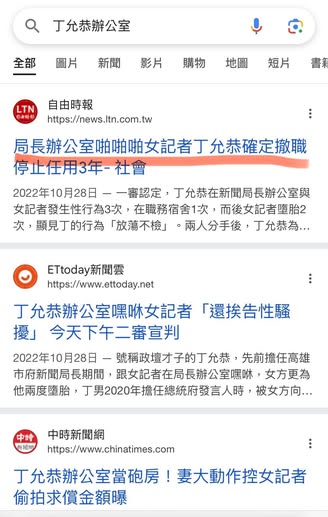 丁允恭辦公室
全部 圖片 新聞 影片 購物 地圖 短片 書籍
LTN
自由時報
https://news.ltn.com.tw
局長辦公室啪啪啪女記者丁允恭確定撤職
停止任用3年- 社會
2022年10月28日 — 一審認定，丁允恭在新聞局長辦公室與
女記者發生性行為3次，在職務宿舍1次，而後女記者墮胎2
次，顯見丁的行為「放蕩不檢」。兩人分手後，丁允恭為...
ETtoday新聞雲
https://www.ettoday.net
丁允恭辦公室嘿咻女記者「還挨告性騷
擾」 今天下午二審宣判
2022年10月28日 — 號稱政壇才子的丁允恭，先前擔任高雄
市府新聞局長期間，跟女記者在局長辦公室嘿咻，女方更為
他兩度墮胎，丁男2020年擔任總統府發言人時，被女方向...
中時新聞網
https://www.chinatimes.com
丁允恭辦公室當砲房！妻大動作控女記者
偷拍求償金額曝